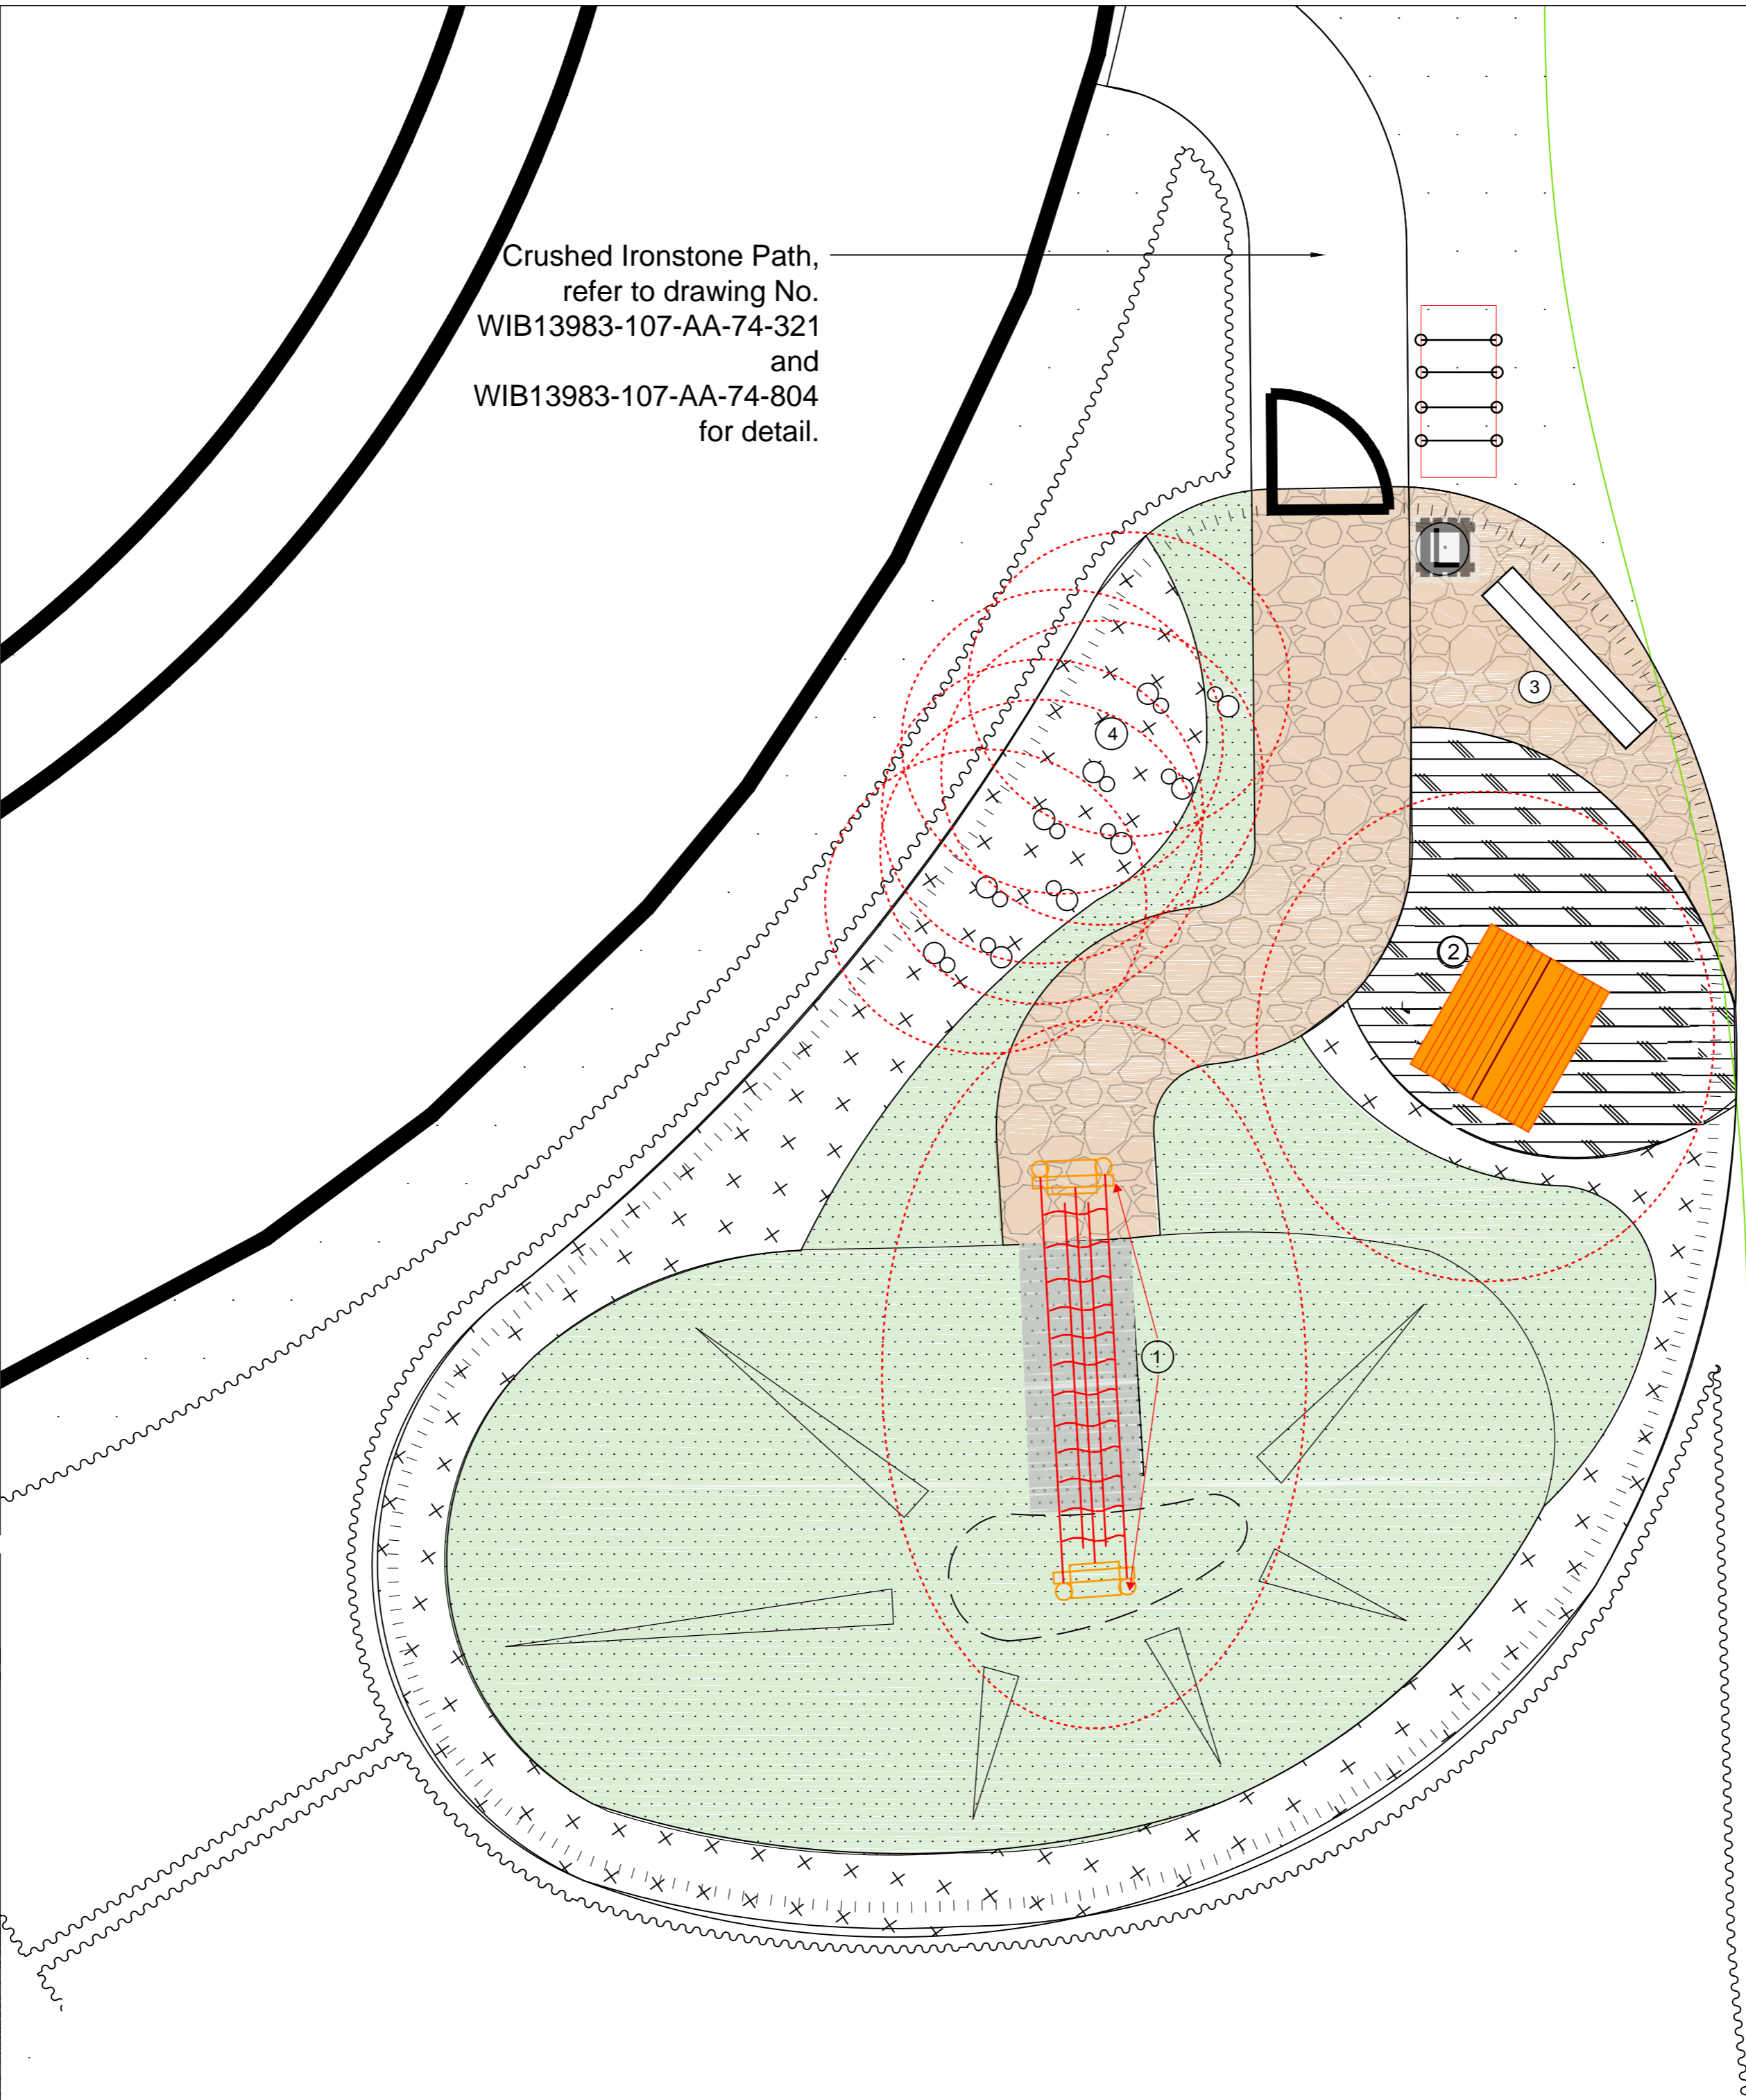 Crushed Ironstone Path,
refer to drawing No.
WIB13983-107-AA-74-321
and
WIB13983-107-AA-74-804
for detail.
3
4
2
1